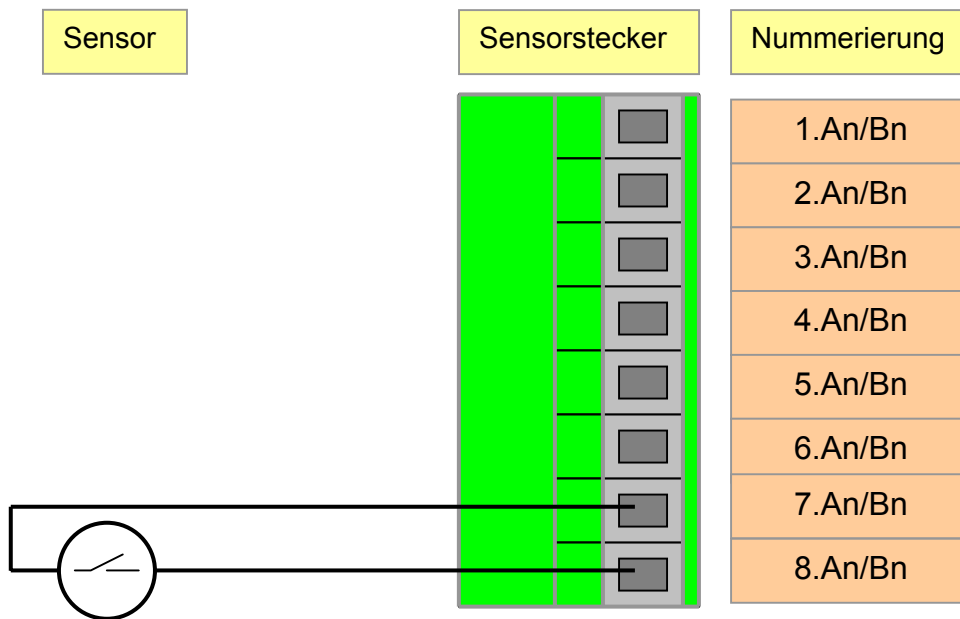 Sensor
Sensorstecker
Nummerierung
1.An/Bn
2.An/Bn
3.An/Bn
4.An/Bn
5.An/Bn
6.An/Bn
7.An/Bn
8.An/Bn